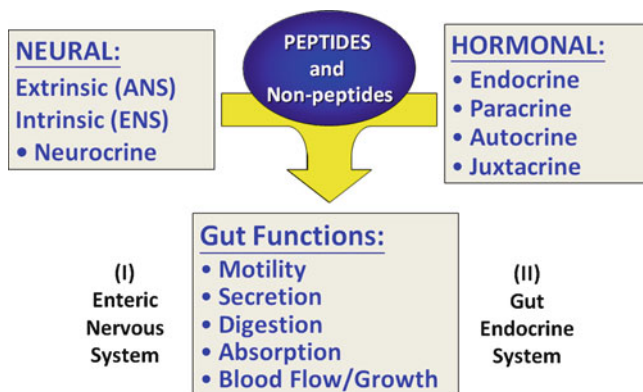 NEURAL:
Extrinsic (ANS)
Intrinsic (ENS)
• Neurocrine
PEPTIDES
and
Non-peptides
HORMONAL:
• Endocrine
• Paracrine
• Autocrine
• Juxtacrine
(I)
Enteric
Nervous
System
Gut Functions:
• Motility
• Secretion
• Digestion
• Absorption
• Blood Flow/Growth
(II)
Gut
Endocrine
System